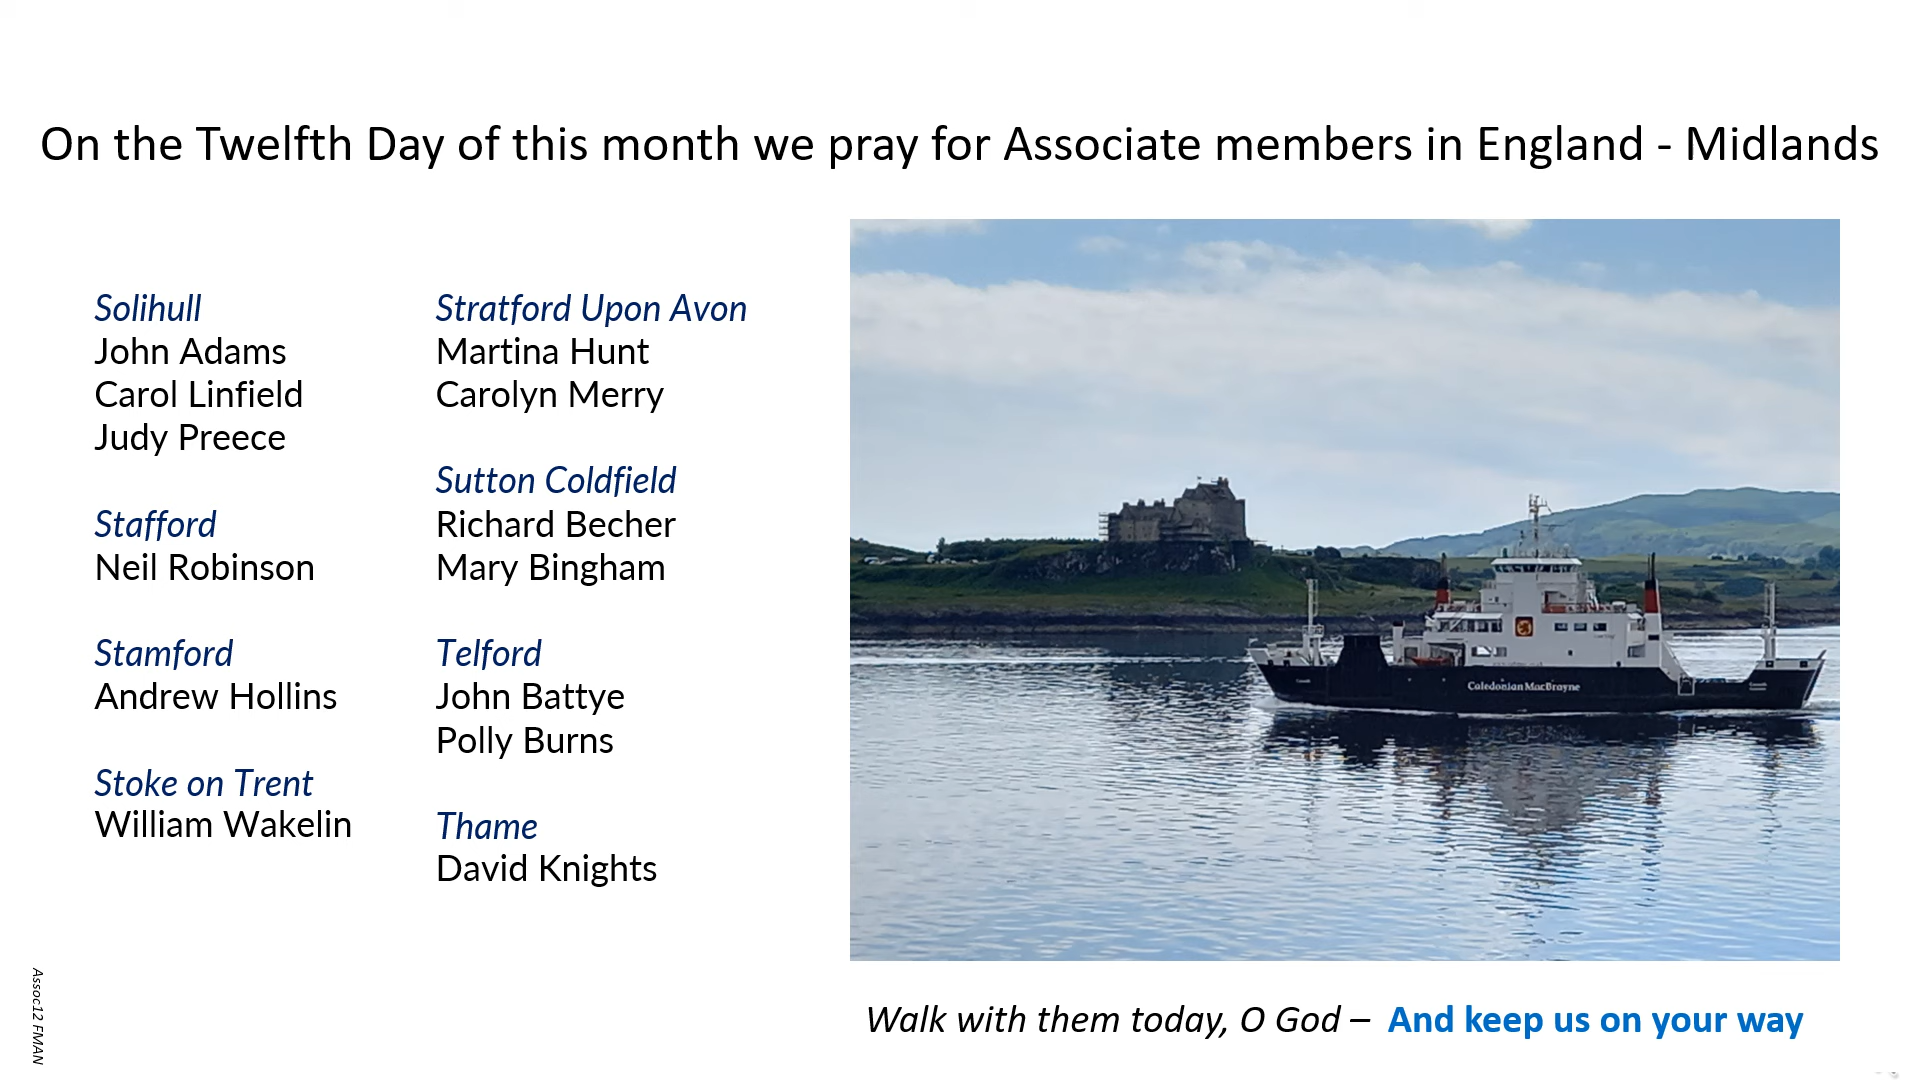 On the Twelfth Day of this month we pray for Associate members in England - Midlands
Solihull
John Adams
Carol Linfield
Judy Preece
Stafford
Neil Robinson
Stamford
Andrew Hollins
Stoke on Trent
William Wakelin
Stratford Upon Avon
Martina Hunt
Carolyn Merry
Sutton Coldfield
Richard Becher
Mary Bingham
Telford
John Battye
Polly Burns
Thame
David Knights
Caledonian MacBrayne
Walk with them today, O God – And keep us on your way
Assoc12 FMAN